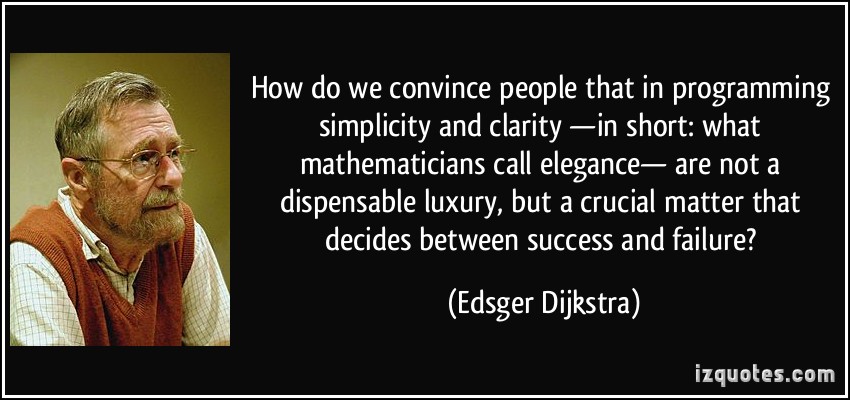 How do we convince people that in programming
simplicity and clarity —in short: what
mathematicians call elegance— are not a
dispensable luxury, but a crucial matter that
decides between success and failure?
(Edsger Dijkstra)
izquotes.com